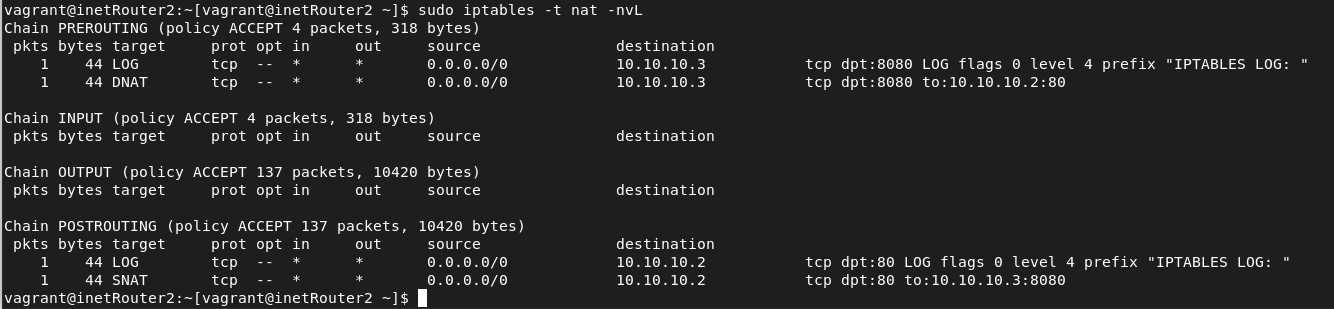 vagrant@inetRouter2:~[vagrant@inetRouter2 ~]$ sudo iptables -t nat -nvL
Chain PREROUTING (policy ACCEPT 4 packets, 318 bytes)
 pkts bytes target     prot opt in     out     source               destination
    1    44 LOG        tcp  --  *      *       0.0.0.0/0            10.10.10.3           tcp dpt:8080 LOG flags 0 level 4 prefix "IPTABLES LOG: "
    1    44 DNAT       tcp  --  *      *       0.0.0.0/0            10.10.10.3           tcp dpt:8080 to:10.10.10.2:80

Chain INPUT (policy ACCEPT 4 packets, 318 bytes)
 pkts bytes target     prot opt in     out     source               destination

Chain OUTPUT (policy ACCEPT 137 packets, 10420 bytes)
 pkts bytes target     prot opt in     out     source               destination

Chain POSTROUTING (policy ACCEPT 137 packets, 10420 bytes)
 pkts bytes target     prot opt in     out     source               destination
    1    44 LOG        tcp  --  *      *       0.0.0.0/0            10.10.10.2           tcp dpt:80 LOG flags 0 level 4 prefix "IPTABLES LOG: "
    1    44 SNAT       tcp  --  *      *       0.0.0.0/0            10.10.10.2           tcp dpt:80 to:10.10.10.3:8080
vagrant@inetRouter2:~[vagrant@inetRouter2 ~]$